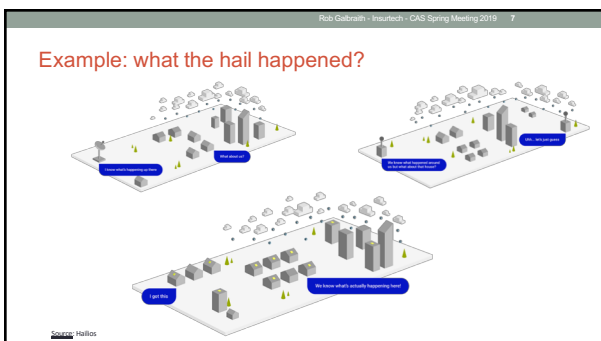 Rob Galbraith - Insurtech - CAS Spring Meeting 2019 7
Example: what the hail happened?
I know what's happening up there
What about us?
We know what happened around
us but what about that house?
Uhh... let's just guess
I got this
We know what's actually happening here!
Source: Hailios